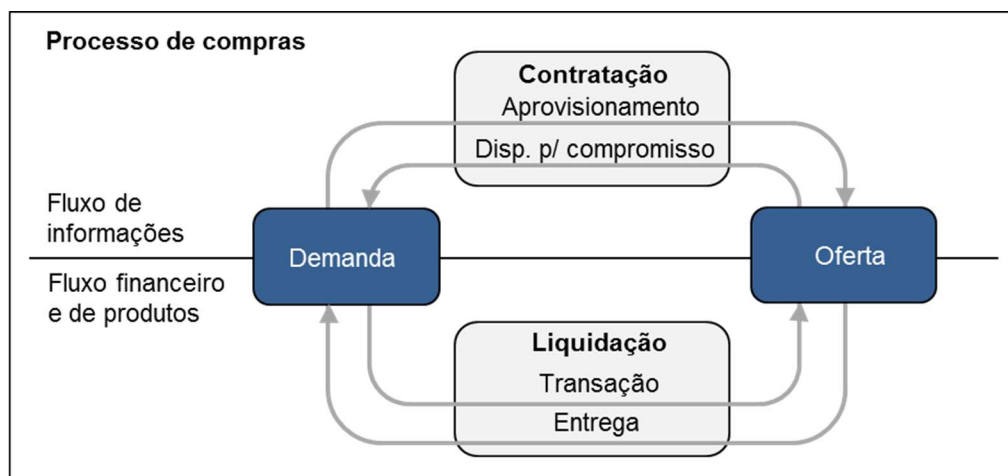 Processo de compras
Contratação
Aprovisionamento
Disp. p/ compromisso
Fluxo de
informações
Demanda
Oferta
Fluxo financeiro
e de produtos
Liquidação
Transação
Entrega